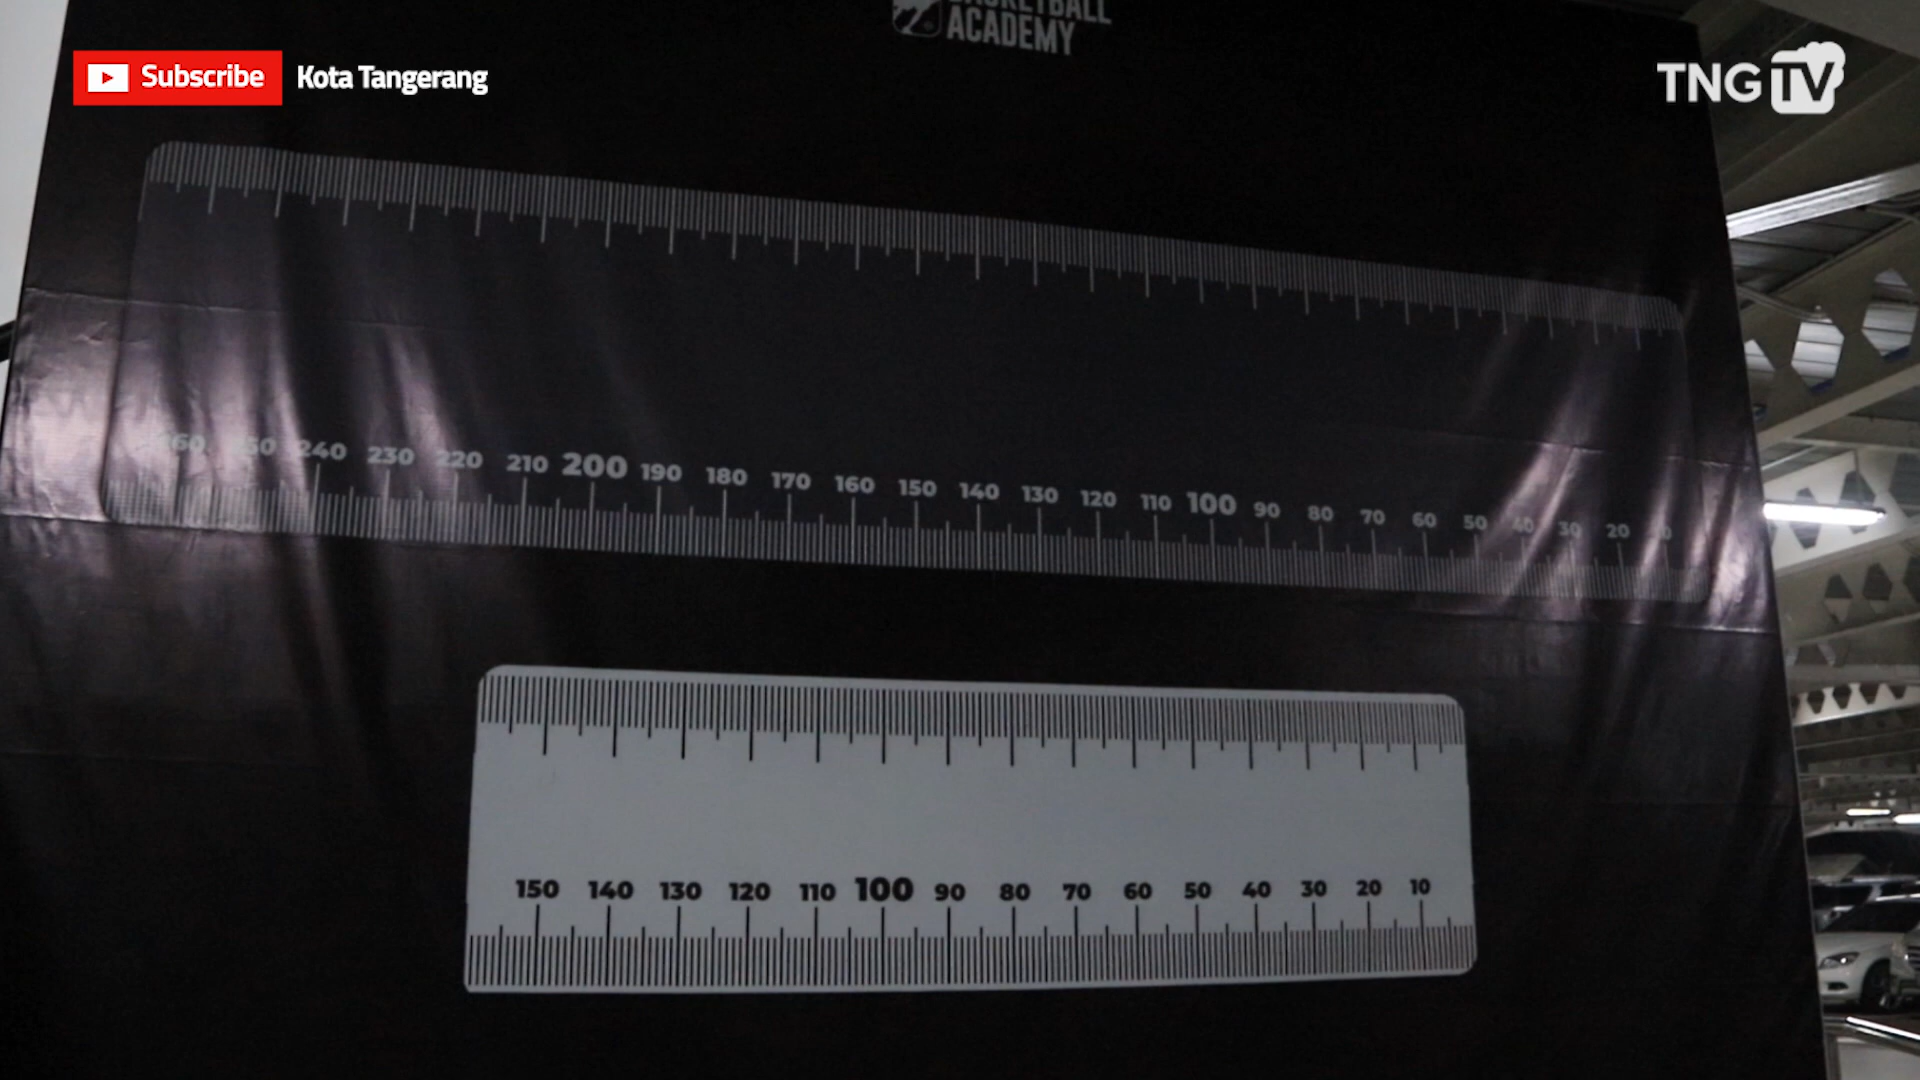 BASKETBALL
ACADEMY
Subscribe Kota Tangerang
TNG TV
240 230 220 210 200 190 180 170 160 150 140 130 120 110 100 90 80 70 60 50 40 30 20
150 140 130 120 110 100 90 80 70 60 50 40 30 20 10